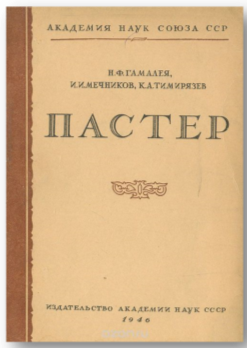 АКАДЕМИЯ НАУК СОЮЗА ССР
Н.Ф.ГАМАЛЕЯ,
И.И.МЕЧНИКОВ, К.А.ТИМИРЯЗЕВ
ПАСТЕР
ИЗДАТЕЛЬСТВО АКАДЕМИИ НАУК СССР
1946